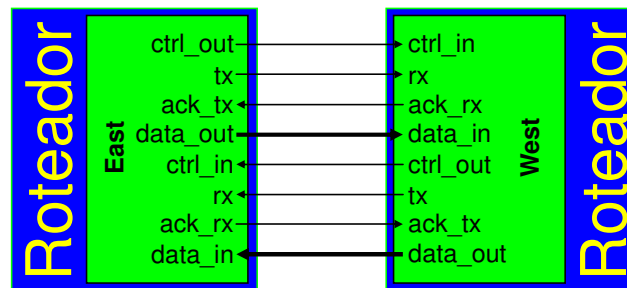 Roteador
East
ctrl_out
tx
ack_tx
data_out
ctrl_in
rx
ack_rx
data_in
ctrl_in
rx
ack_rx
data_in
ctrl_out
tx
ack_tx
data_out
West
Roteador